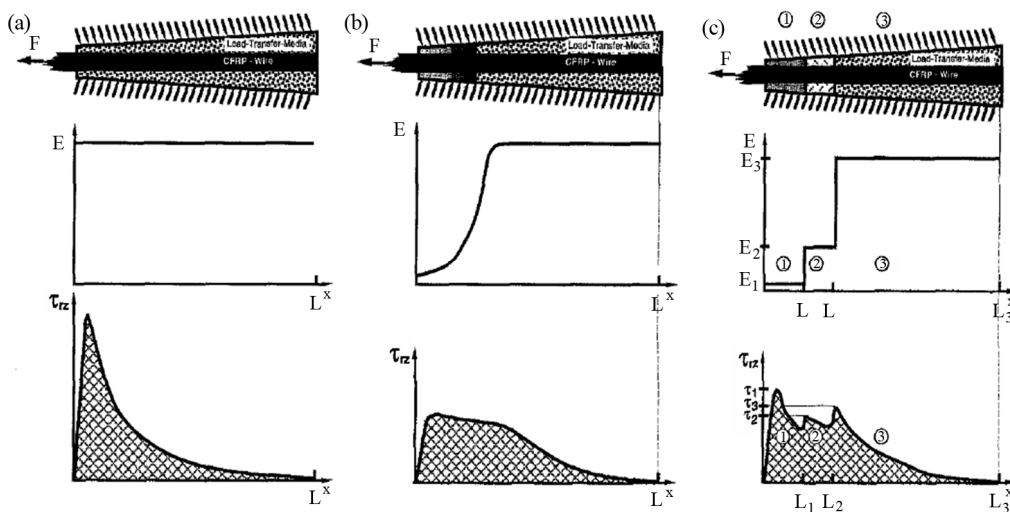 (a)
F
Load-Transfer-Media
CFRP - Wire
E
L
x
τrz
L
x
(b)
F
Load-Transfer-Media
CFRP - Wire
E
L
x
τrz
L
x
(c)
① ② ③
F
Load-Transfer-Media
CFRP - Wire
E
E3
E2
① ② ③
E1
L L L3
x
τrz
τ1
τ3
τ2
① ② ③
L1 L2 L3
x